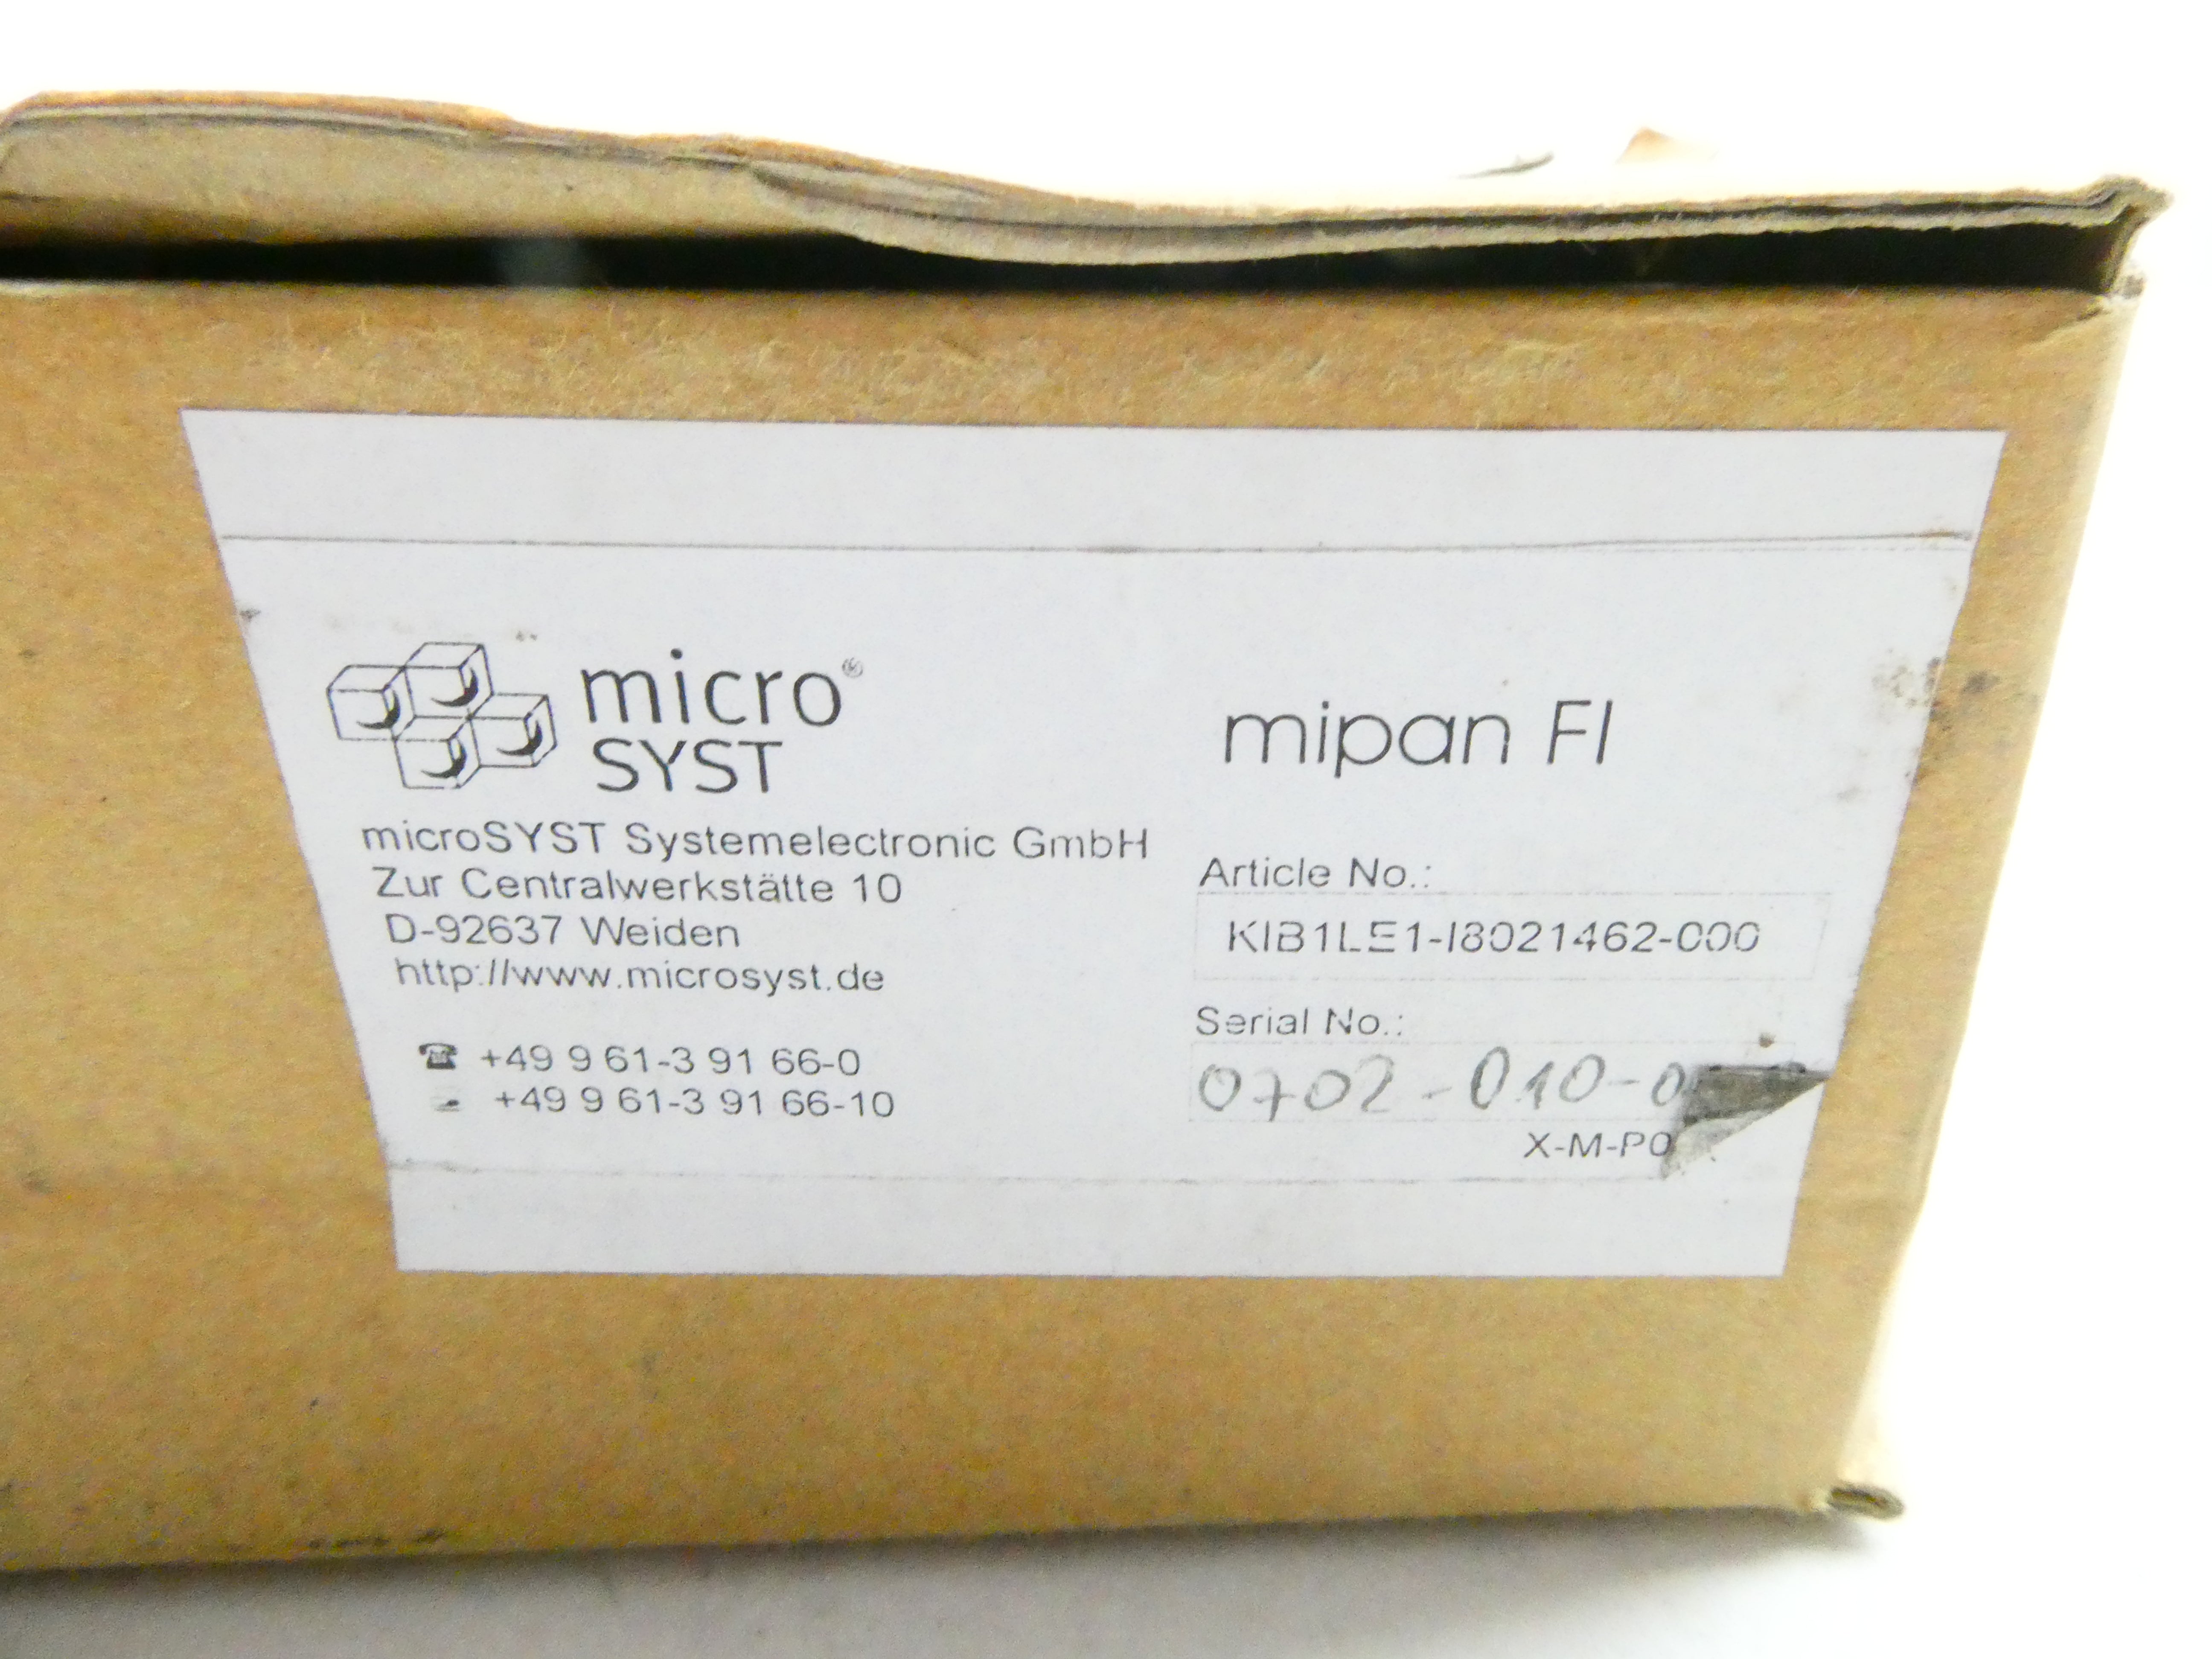 micro®
SYST
microSYST Systemelectronic GmbH
Zur Centralwerkstätte 10
D-92637 Weiden
http://www.microsyst.de
+49 9 61-3 91 66-0
+49 9 61-3 91 66-10
mipan FI
Article No.:
KIB1LE1-I8021462-000
Serial No.:
0702-010-0
X-M-P0